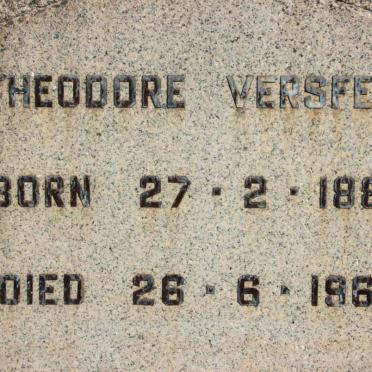 THEODORE VERSFE
BORN 27 · 2 · 188
DIED 26 · 6 · 196